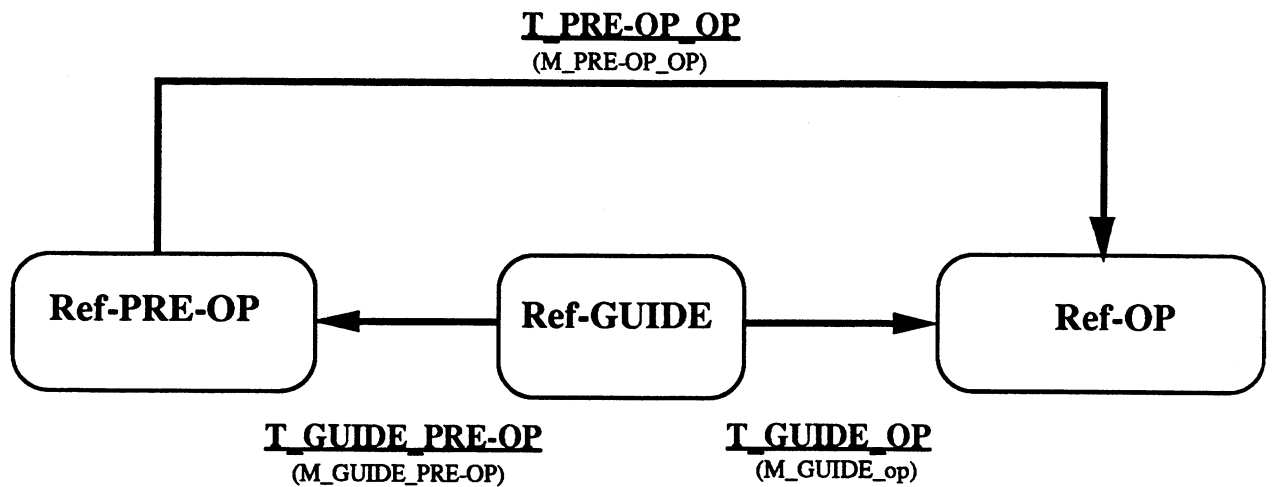 T_PRE-OP_OP
(M_PRE-OP_OP)
Ref-PRE-OP
Ref-GUIDE
Ref-OP
T_GUIDE_PRE-OP
(M_GUIDE_PRE-OP)
T_GUIDE_OP
(M_GUIDE_op)